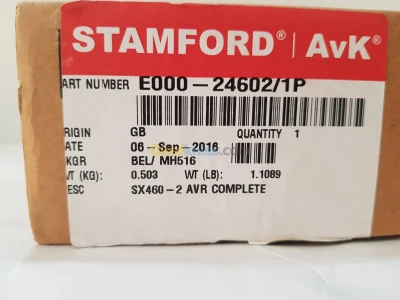 STAMFORD® | AvK®
ART NUMBER E000-24602/1P
RIGIN GB QUANTITY 1
ATE 06-Sep-2016
KGR BEL/ MH516
VT (KG): 0.503 WT (LB): 1.1089
ESC SX460-2 AVR COMPLETE